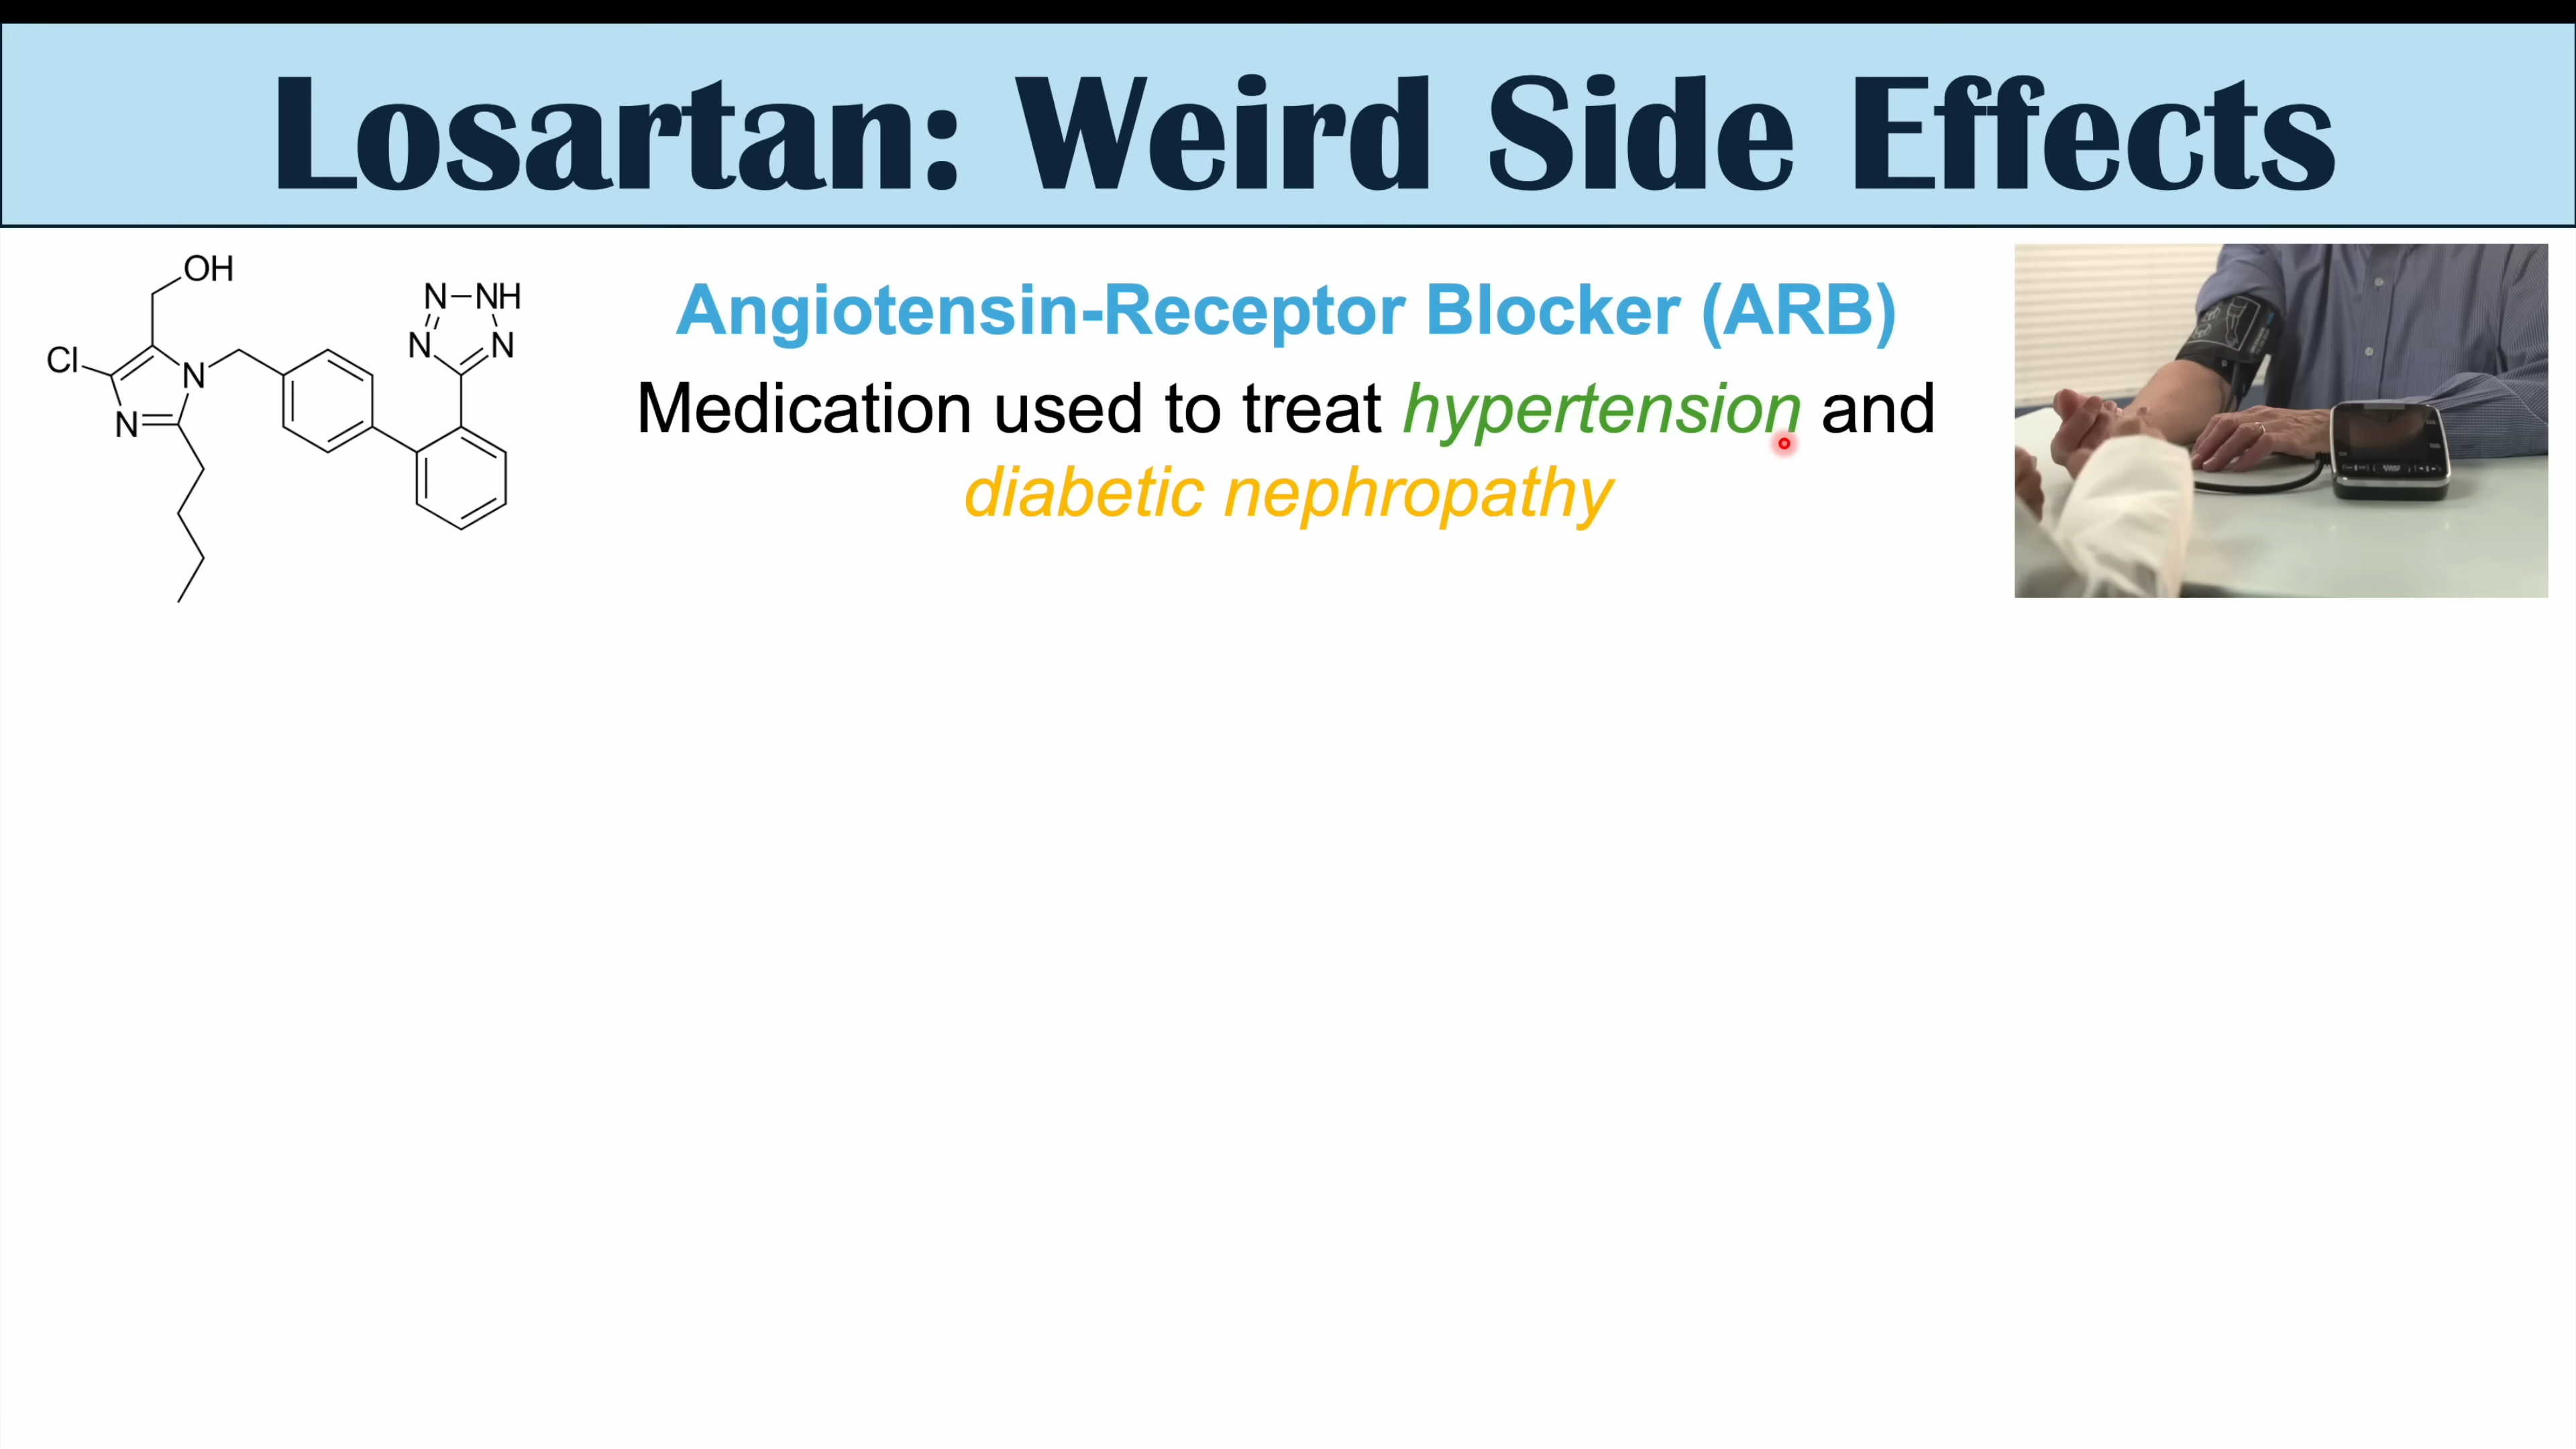 Losartan: Weird Side Effects
Angiotensin-Receptor Blocker (ARB)
Medication used to treat hypertension and
diabetic nephropathy
OH
Cl
N
N
N–NH
N
N